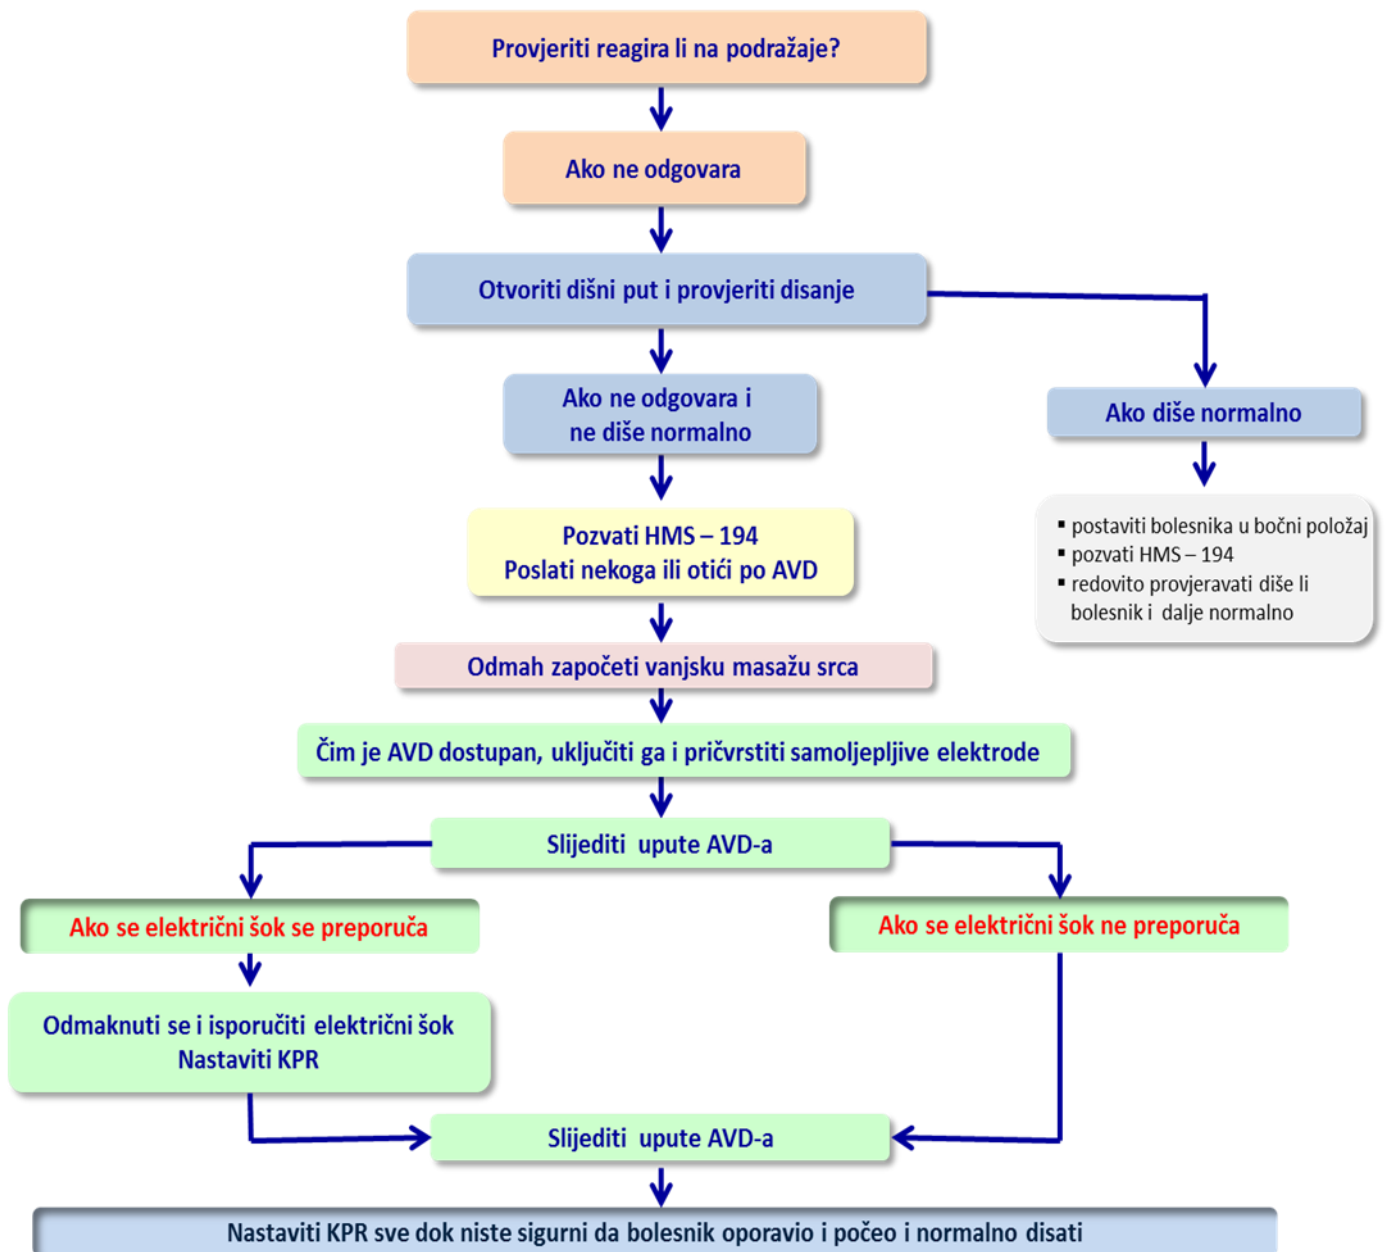 Provjeriti reagira li na podražaje?
Ako ne odgovara
Otvoriti dišni put i provjeriti disanje
Ako ne odgovara i
ne diše normalno
Ako diše normalno
Pozvati HMS – 194
Poslati nekoga ili otići po AVD
▪ postaviti bolesnika u bočni položaj
▪ pozvati HMS – 194
▪ redovito provjeravati diše li
bolesnik i dalje normalno
Odmah započeti vanjsku masažu srca
Čim je AVD dostupan, uključiti ga i pričvrstiti samoljepljive elektrode
Slijediti upute AVD-a
Ako se električni šok se preporuča
Ako se električni šok ne preporuča
Odmaknuti se i isporučiti električni šok
Nastaviti KPR
Slijediti upute AVD-a
Nastaviti KPR sve dok niste sigurni da bolesnik oporavio i počeo i normalno disati